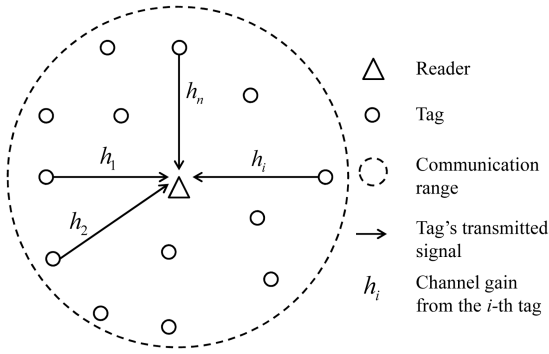 h_n
h_1
h_i
h_2
Reader
Tag
Communication
range
Tag's transmitted
signal
h_i
Channel gain
from the i-th tag